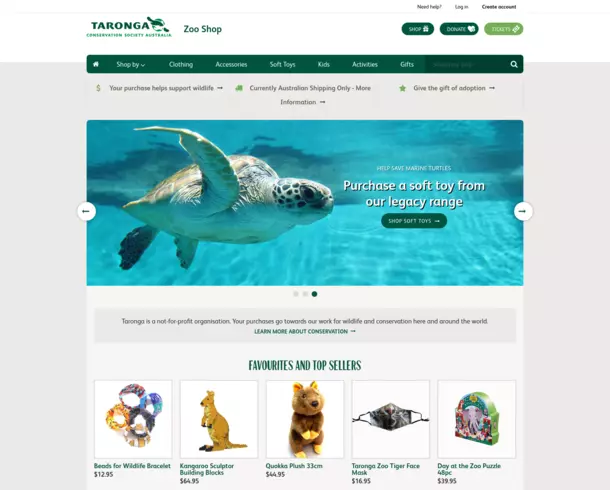 Need help?
Log in
Create account
TARONGA
CONSERVATION SOCIETY AUSTRALIA
Zoo Shop
SHOP
DONATE
TICKETS
Shop by
Clothing
Accessories
Soft Toys
Kids
Activities
Gifts
Your purchase helps support wildlife →
Currently Australian Shipping Only - More
Information →
Give the gift of adoption →
HELP SAVE MARINE TURTLES
Purchase a soft toy from
our legacy range
SHOP SOFT TOYS →
Taronga is a not-for-profit organisation. Your purchases go towards our work for wildlife and conservation here and around the world.
LEARN MORE ABOUT CONSERVATION →
FAVOURITES AND TOP SELLERS
Beads for Wildlife Bracelet
$12.95
Kangaroo Sculptor
Building Blocks
$64.95
Quokka Plush 33cm
$44.95
Taronga Zoo Tiger Face
Mask
$16.95
Day at the Zoo Puzzle
48pc
$39.95